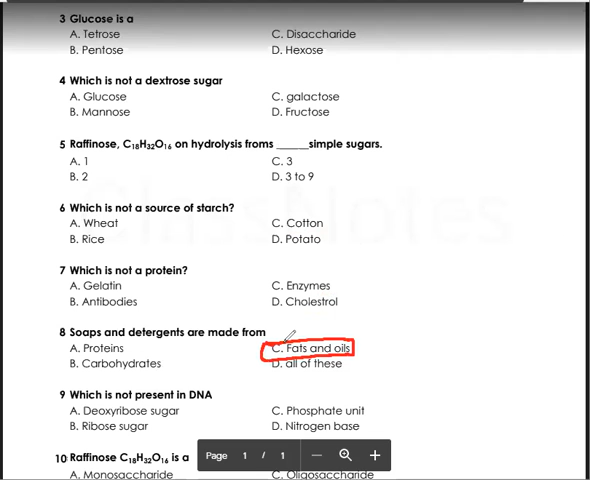 3 Glucose is a
A. Tetrose C. Disaccharide
B. Pentose D. Hexose
4 Which is not a dextrose sugar
A. Glucose C. galactose
B. Mannose D. Fructose
5 Raffinose, C₁₈H₃₂O₁₆ on hydrolysis froms ______simple sugars.
A. 1 C. 3
B. 2 D. 3 to 9
6 Which is not a source of starch?
A. Wheat C. Cotton
B. Rice D. Potato
7 Which is not a protein?
A. Gelatin C. Enzymes
B. Antibodies D. Cholestrol
8 Soaps and detergents are made from
A. Proteins C. Fats and oils
B. Carbohydrates D. all of these
9 Which is not present in DNA
A. Deoxyribose sugar C. Phosphate unit
B. Ribose sugar D. Nitrogen base
10 Raffinose C₁₈H₃₂O₁₆ is a
A. Monosaccharide C. Oligosaccharide
Page 1 / 1
ClassNotes